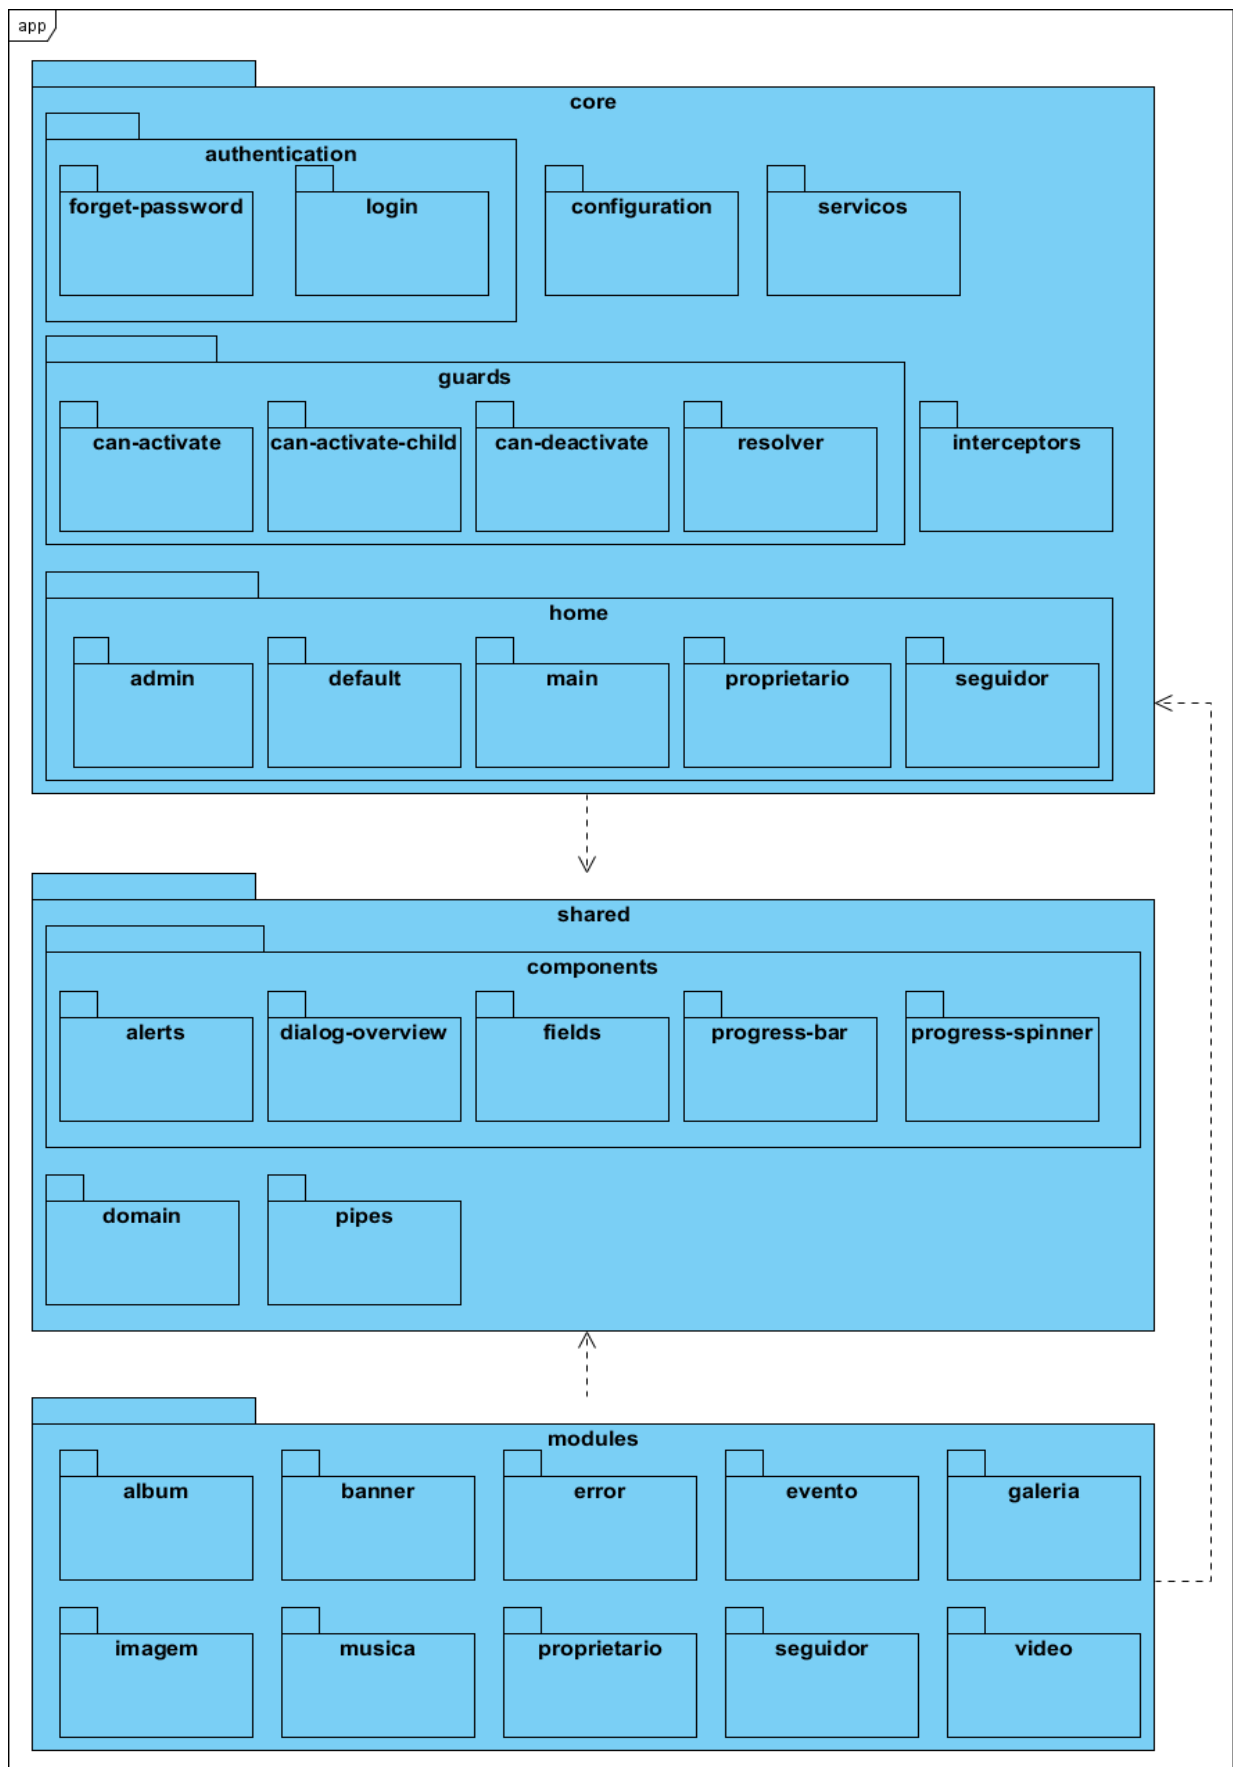 app
core
authentication
forget-password
login
configuration
servicos
guards
can-activate
can-activate-child
can-deactivate
resolver
interceptors
home
admin
default
main
proprietario
seguidor
shared
components
alerts
dialog-overview
fields
progress-bar
progress-spinner
domain
pipes
modules
album
banner
error
evento
galeria
imagem
musica
proprietario
seguidor
video